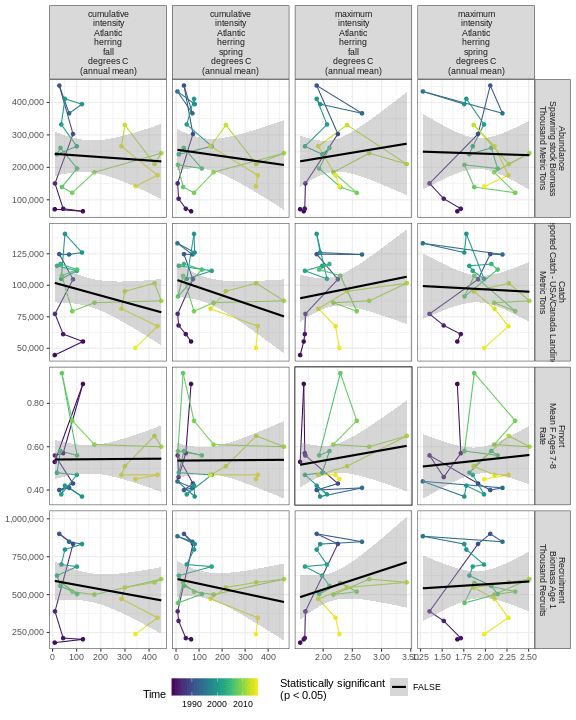 cumulative
intensity
Atlantic
herring
fall
degrees C
(annual mean)
cumulative
intensity
Atlantic
herring
spring
degrees C
(annual mean)
maximum
intensity
Atlantic
herring
fall
degrees C
(annual mean)
maximum
intensity
Atlantic
herring
spring
degrees C
(annual mean)
400,000
300,000
200,000
100,000
Abundance
Spawning stock Biomass
Thousand Metric Tons
125,000
100,000
75,000
50,000
Catch
ported Catch - USA/Canada Landin
Metric Tons
0.80
0.60
0.40
Fmort
Mean F Ages 7-8
Rate
1,000,000
750,000
500,000
250,000
Recruitment
Biomass Age 1
Thousand Recruits
0 100 200 300 400
0 100 200 300 400
2.00 2.50 3.00 3.5
1.25 1.50 1.75 2.00 2.25 2.50
Time
1990 2000 2010
Statistically significant
(p < 0.05)
FALSE